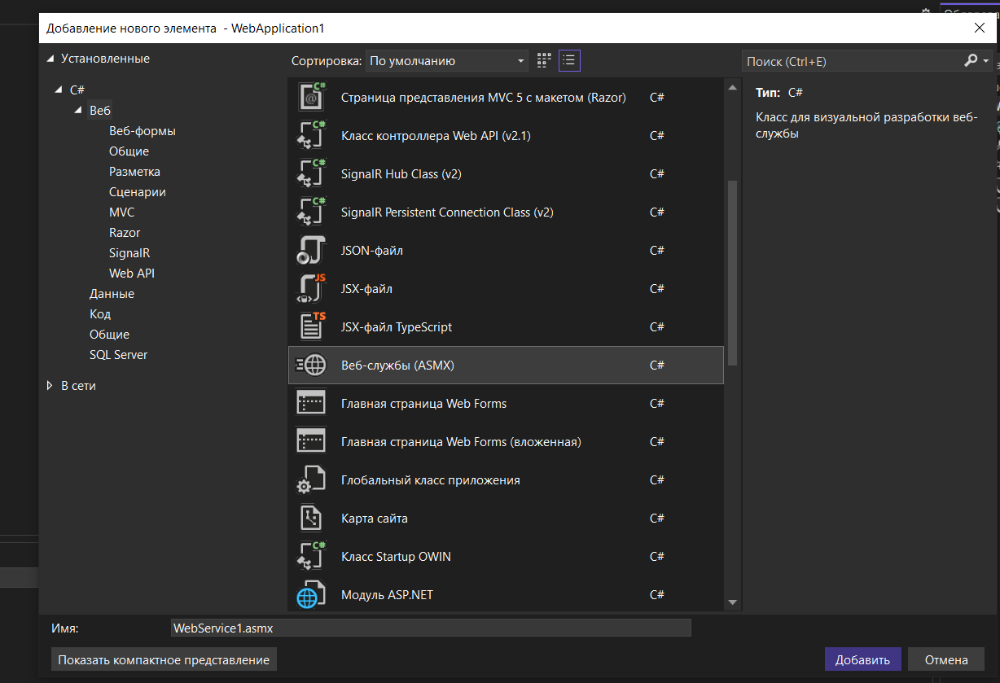 Добавление нового элемента - WebApplication1
Установленные
Сортировка: По умолчанию
Поиск (Ctrl+E)
C#
Веб
Веб-формы
Общие
Разметка
Сценарии
MVC
Razor
SignalR
Web API
Данные
Код
Общие
SQL Server
В сети
Страница представления MVC 5 с макетом (Razor) C#
Класс контроллера Web API (v2.1) C#
SignalR Hub Class (v2) C#
SignalR Persistent Connection Class (v2) C#
JSON-файл C#
JSX-файл C#
JSX-файл TypeScript C#
Веб-службы (ASMX) C#
Главная страница Web Forms C#
Главная страница Web Forms (вложенная) C#
Глобальный класс приложения C#
Карта сайта C#
Класс Startup OWIN C#
Модуль ASP.NET C#
Тип: C#
Класс для визуальной разработки веб-
службы
Имя: WebService1.asmx
Показать компактное представление
Добавить
Отмена